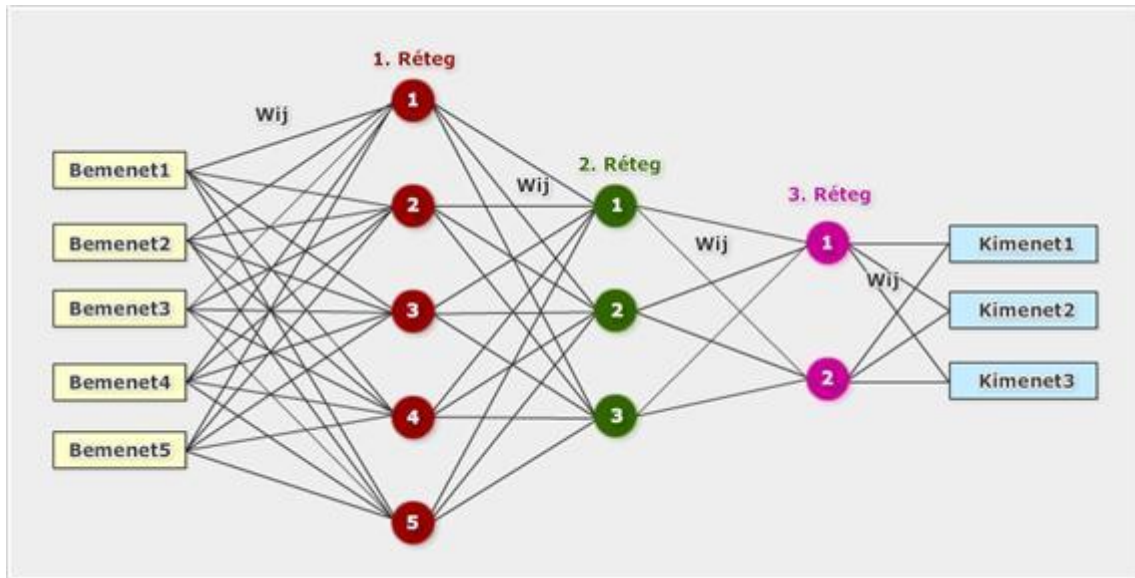 1. Réteg
Wij
1
Bemenet1
Bemenet2
Bemenet3
Bemenet4
Bemenet5
2
3
4
5
2. Réteg
Wij
1
2
3
3. Réteg
Wij
1
2
Wij
Kimenet1
Kimenet2
Kimenet3